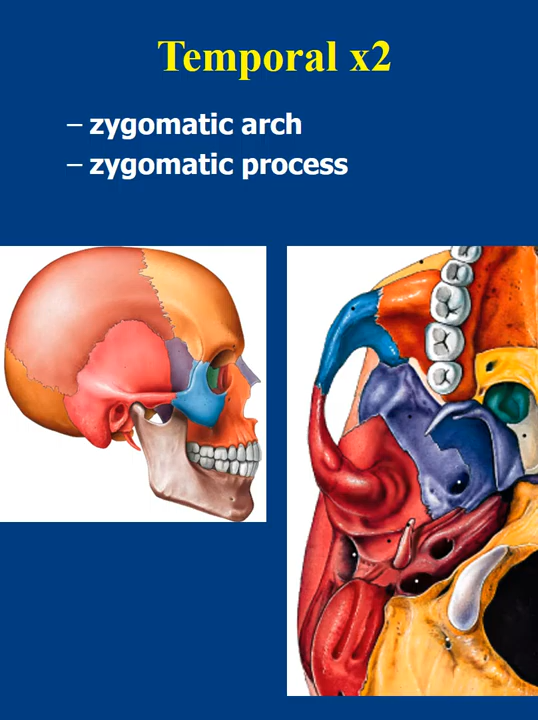 Temporal x2
– zygomatic arch
– zygomatic process